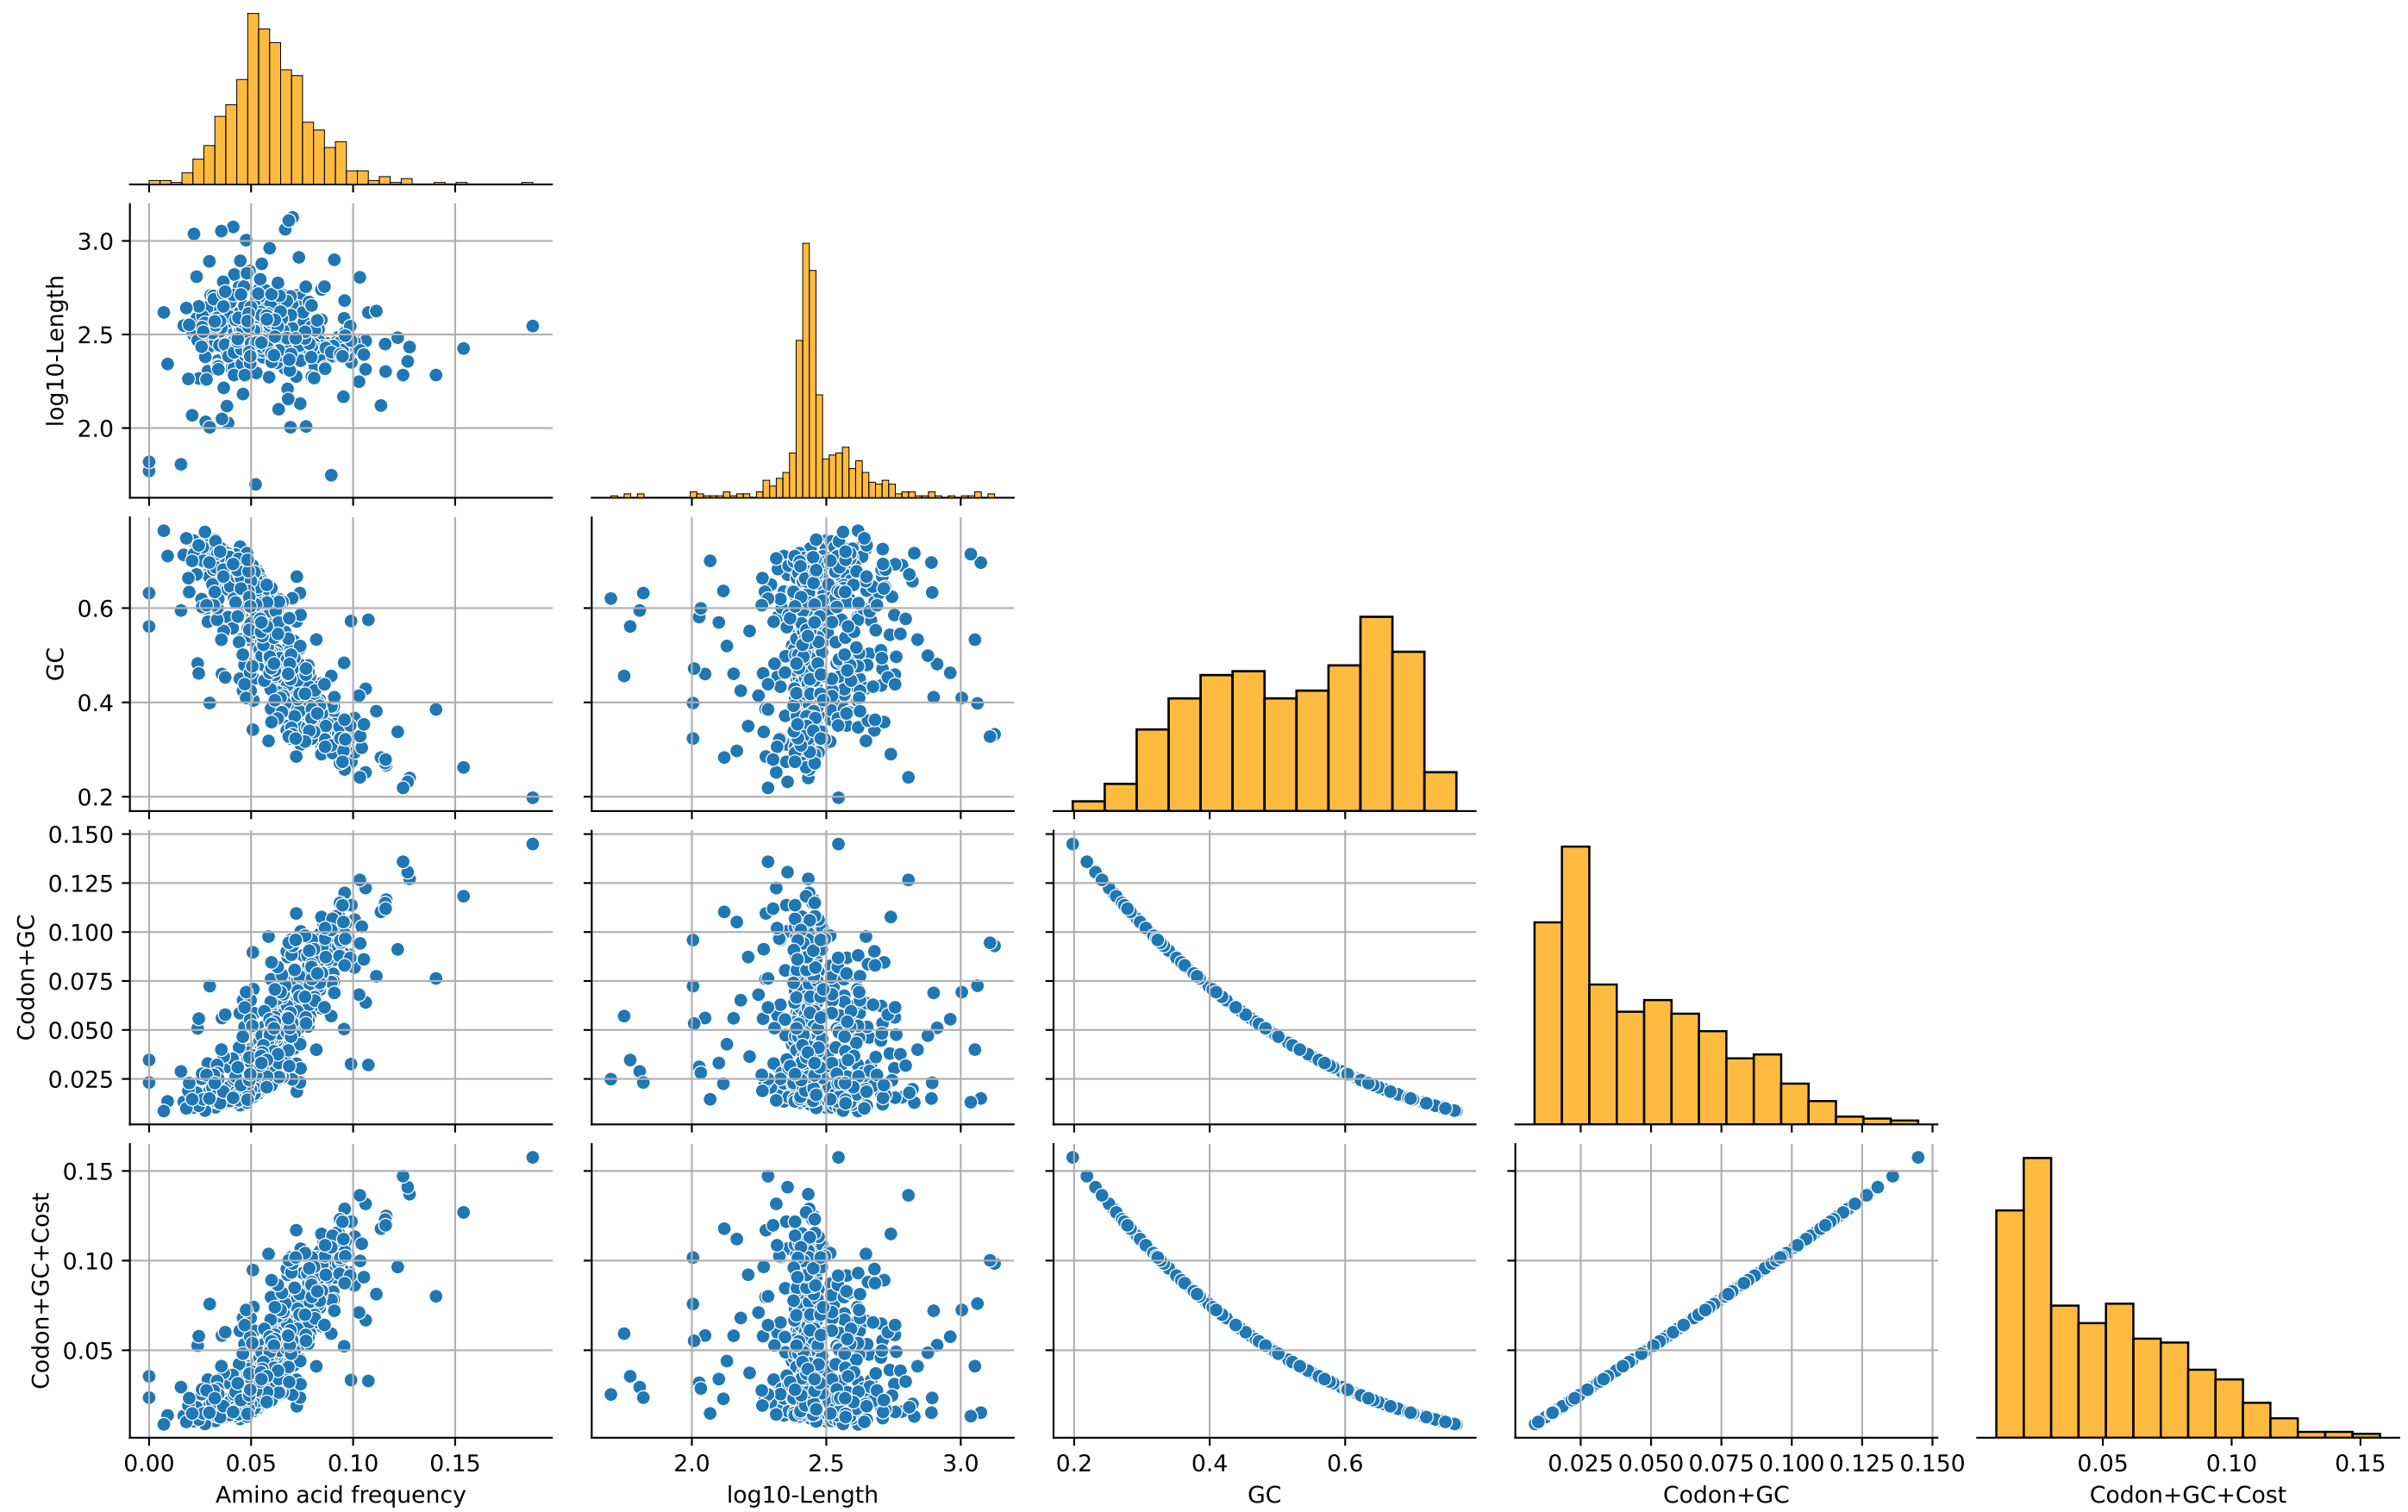 log10-Length
3.0
2.5
2.0
GC
0.6
0.4
0.2
Codon+GC
0.150
0.125
0.100
0.075
0.050
0.025
Codon+GC+Cost
0.15
0.10
0.05
0.00 0.05 0.10 0.15
Amino acid frequency
2.0 2.5 3.0
log10-Length
0.2 0.4 0.6
GC
0.025 0.050 0.075 0.100 0.125 0.150
Codon+GC
0.05 0.10 0.15
Codon+GC+Cost